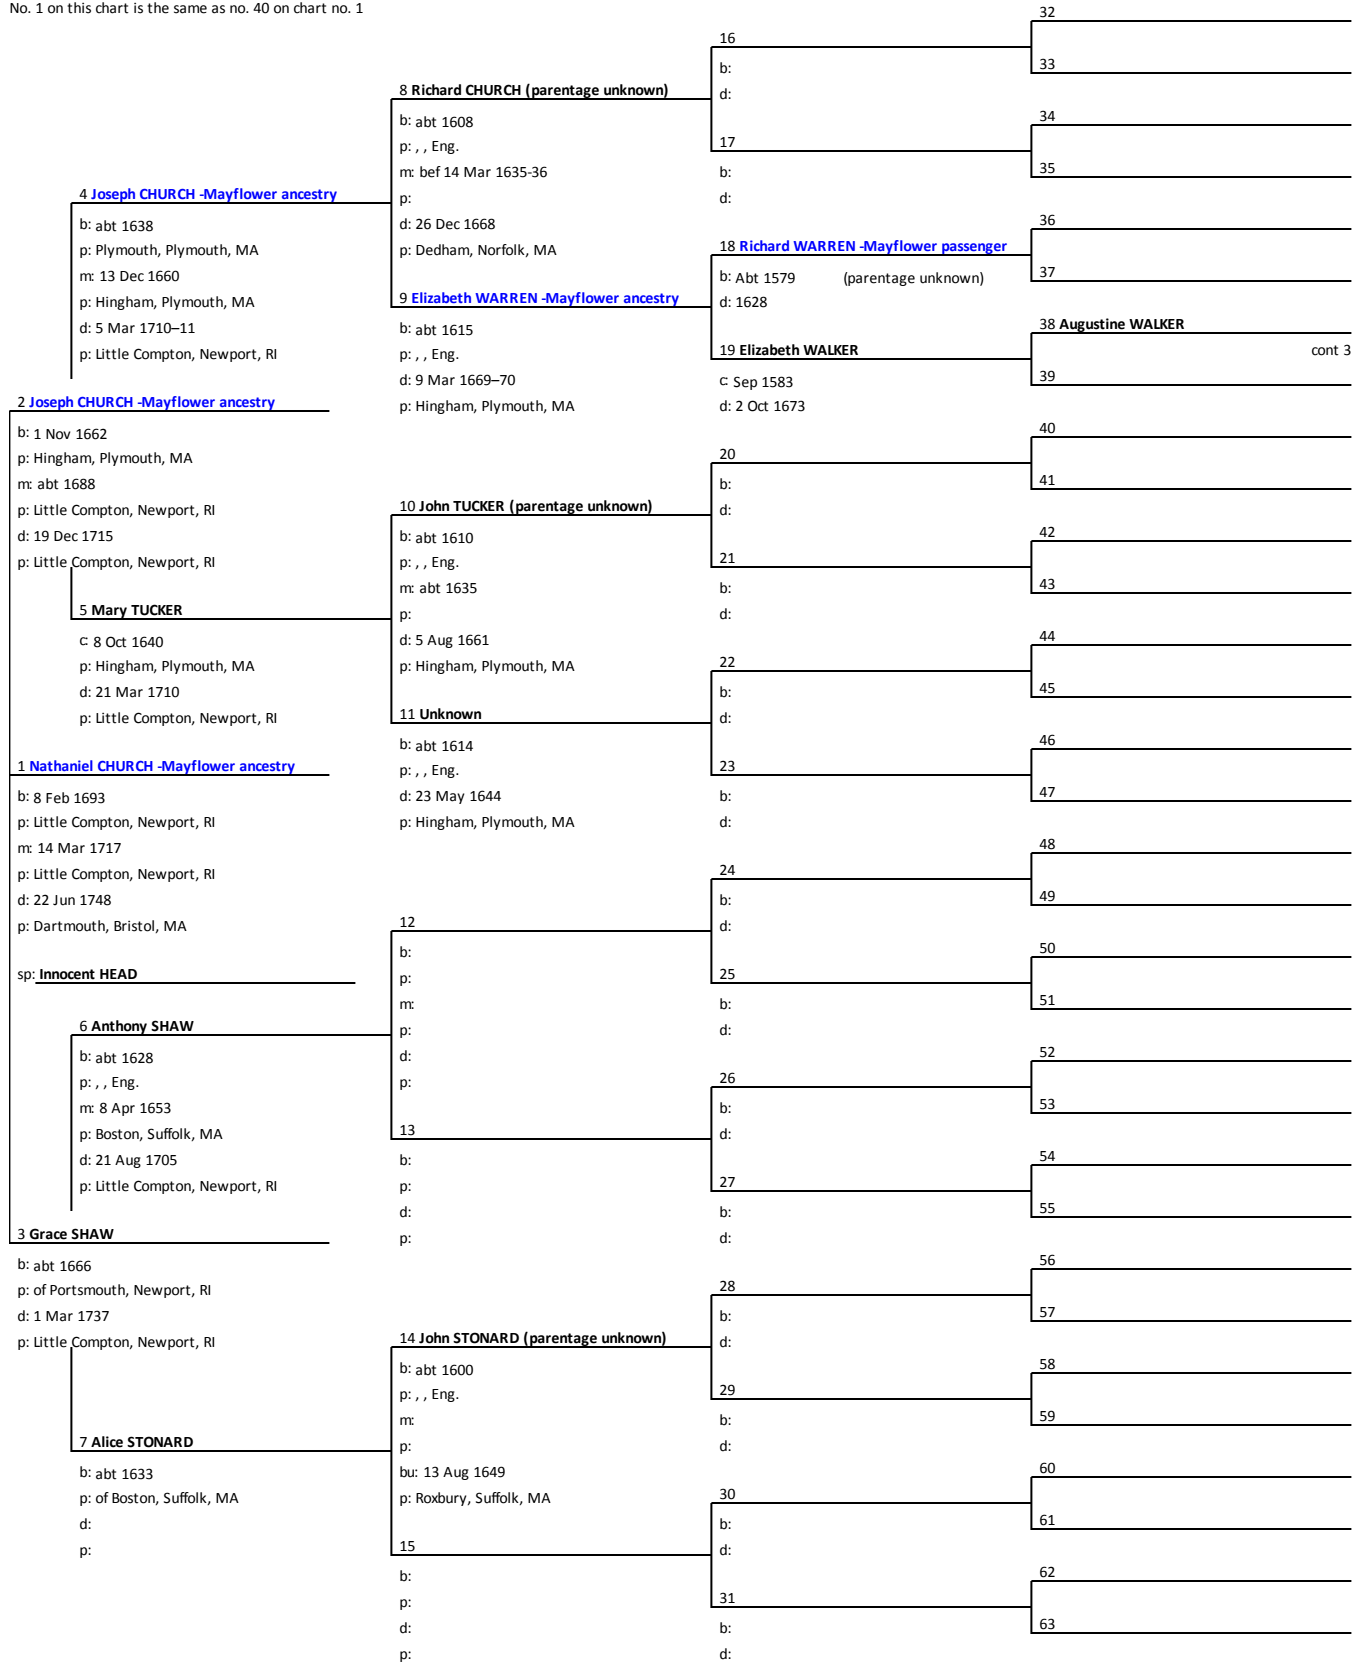 No. 1 on this chart is the same as no. 40 on chart no. 1
4 Joseph CHURCH -Mayflower ancestry
b: abt 1638
p: Plymouth, Plymouth, MA
m: 13 Dec 1660
p: Hingham, Plymouth, MA
d: 5 Mar 1710–11
p: Little Compton, Newport, RI
2 Joseph CHURCH -Mayflower ancestry
b: 1 Nov 1662
p: Hingham, Plymouth, MA
m: abt 1688
p: Little Compton, Newport, RI
d: 19 Dec 1715
p: Little Compton, Newport, RI
5 Mary TUCKER
c: 8 Oct 1640
p: Hingham, Plymouth, MA
d: 21 Mar 1710
p: Little Compton, Newport, RI
1 Nathaniel CHURCH -Mayflower ancestry
b: 8 Feb 1693
p: Little Compton, Newport, RI
m: 14 Mar 1717
p: Little Compton, Newport, RI
d: 22 Jun 1748
p: Dartmouth, Bristol, MA
sp: Innocent HEAD
6 Anthony SHAW
b: abt 1628
p: , , Eng.
m: 8 Apr 1653
p: Boston, Suffolk, MA
d: 21 Aug 1705
p: Little Compton, Newport, RI
3 Grace SHAW
b: abt 1666
p: of Portsmouth, Newport, RI
d: 1 Mar 1737
p: Little Compton, Newport, RI
7 Alice STONARD
b: abt 1633
p: of Boston, Suffolk, MA
d:
p:
8 Richard CHURCH (parentage unknown)
b: abt 1608
p: , , Eng.
m: bef 14 Mar 1635-36
p:
d: 26 Dec 1668
p: Dedham, Norfolk, MA
9 Elizabeth WARREN -Mayflower ancestry
b: abt 1615
p: , , Eng.
d: 9 Mar 1669–70
p: Hingham, Plymouth, MA
10 John TUCKER (parentage unknown)
b: abt 1610
p: , , Eng.
m: abt 1635
p:
d: 5 Aug 1661
p: Hingham, Plymouth, MA
11 Unknown
b: abt 1614
p: , , Eng.
d: 23 May 1644
p: Hingham, Plymouth, MA
12
b:
p:
m:
p:
d:
p:
13
b:
p:
d:
p:
14 John STONARD (parentage unknown)
b: abt 1600
p: , , Eng.
m:
p:
bu: 13 Aug 1649
p: Roxbury, Suffolk, MA
15
b:
p:
d:
p:
16
b:
d:
17
b:
d:
18 Richard WARREN -Mayflower passenger
b: Abt 1579 (parentage unknown)
d: 1628
19 Elizabeth WALKER
c: Sep 1583
d: 2 Oct 1673
20
b:
d:
21
b:
d:
22
b:
d:
23
b:
d:
24
b:
d:
25
b:
d:
26
b:
d:
27
b:
d:
28
b:
d:
29
b:
d:
30
b:
d:
31
b:
d:
32
33
34
35
36
37
38 Augustine WALKER
cont 3
39
40
41
42
43
44
45
46
47
48
49
50
51
52
53
54
55
56
57
58
59
60
61
62
63